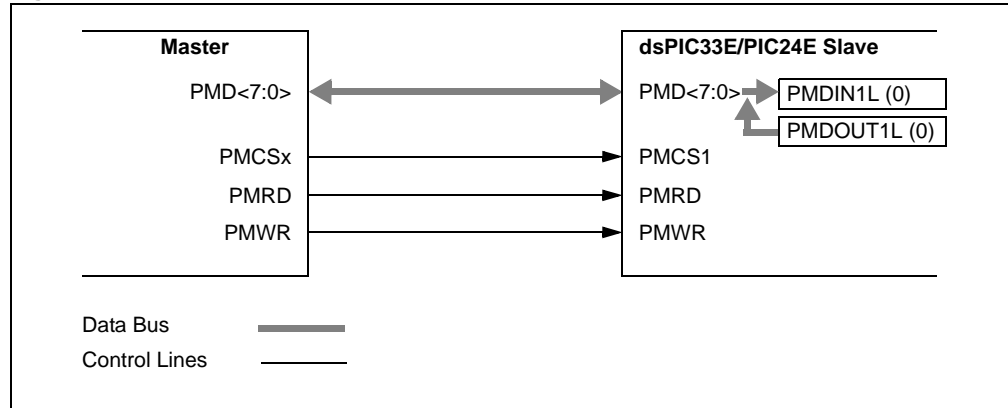 Master
dsPIC33E/PIC24E Slave
PMD<7:0>
PMD<7:0>
PMDIN1L (0)
PMDOUT1L (0)
PMCSx
PMCS1
PMRD
PMRD
PMWR
PMWR
Data Bus
Control Lines